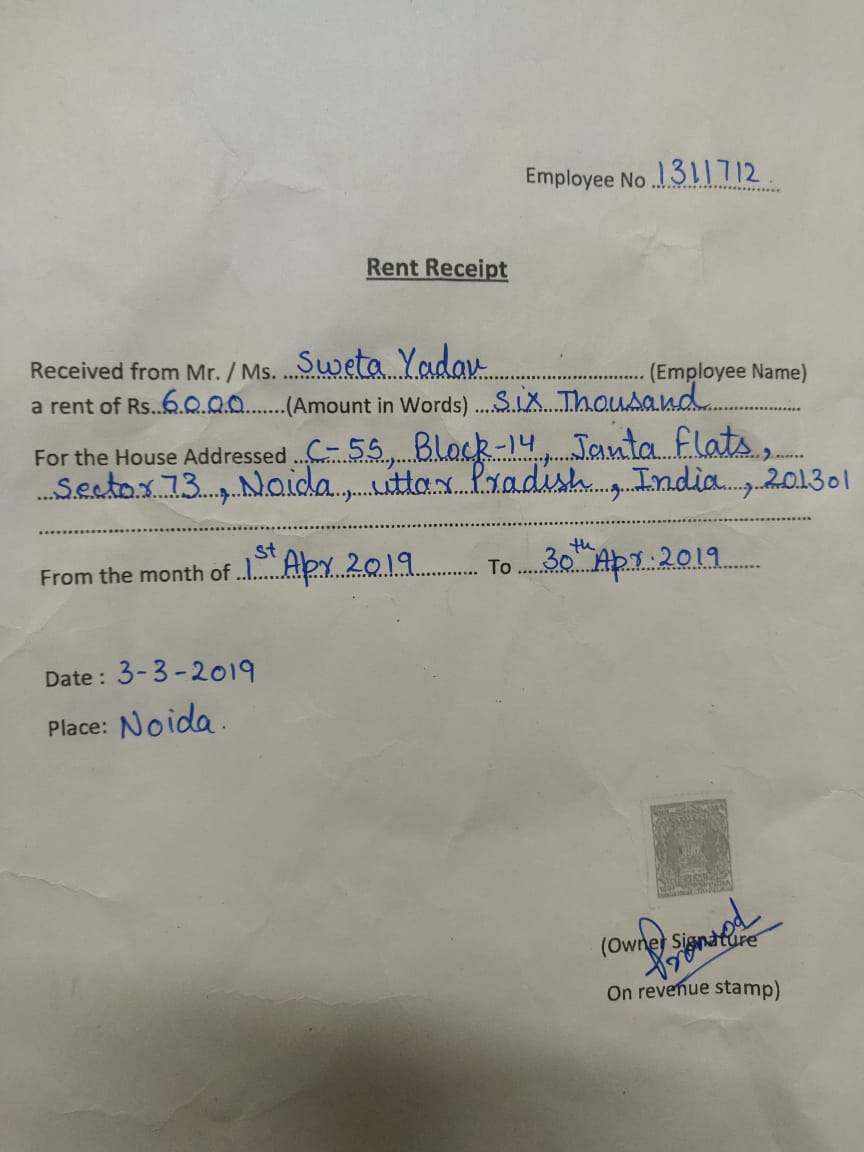 Employee No 1311712.
Rent Receipt
Received from Mr. / Ms. Sweta Yadav (Employee Name)
a rent of Rs. 6000 (Amount in Words) Six Thousand
For the House Addressed C-55, Block-14, Janta Flats,
Sector 73, Noida, uttar Pradish, India, 201301
From the month of 1st Apr 2019 To 30th Apr. 2019
Date : 3-3-2019
Place: Noida.
(Owner Signature
Pramod
On revenue stamp)